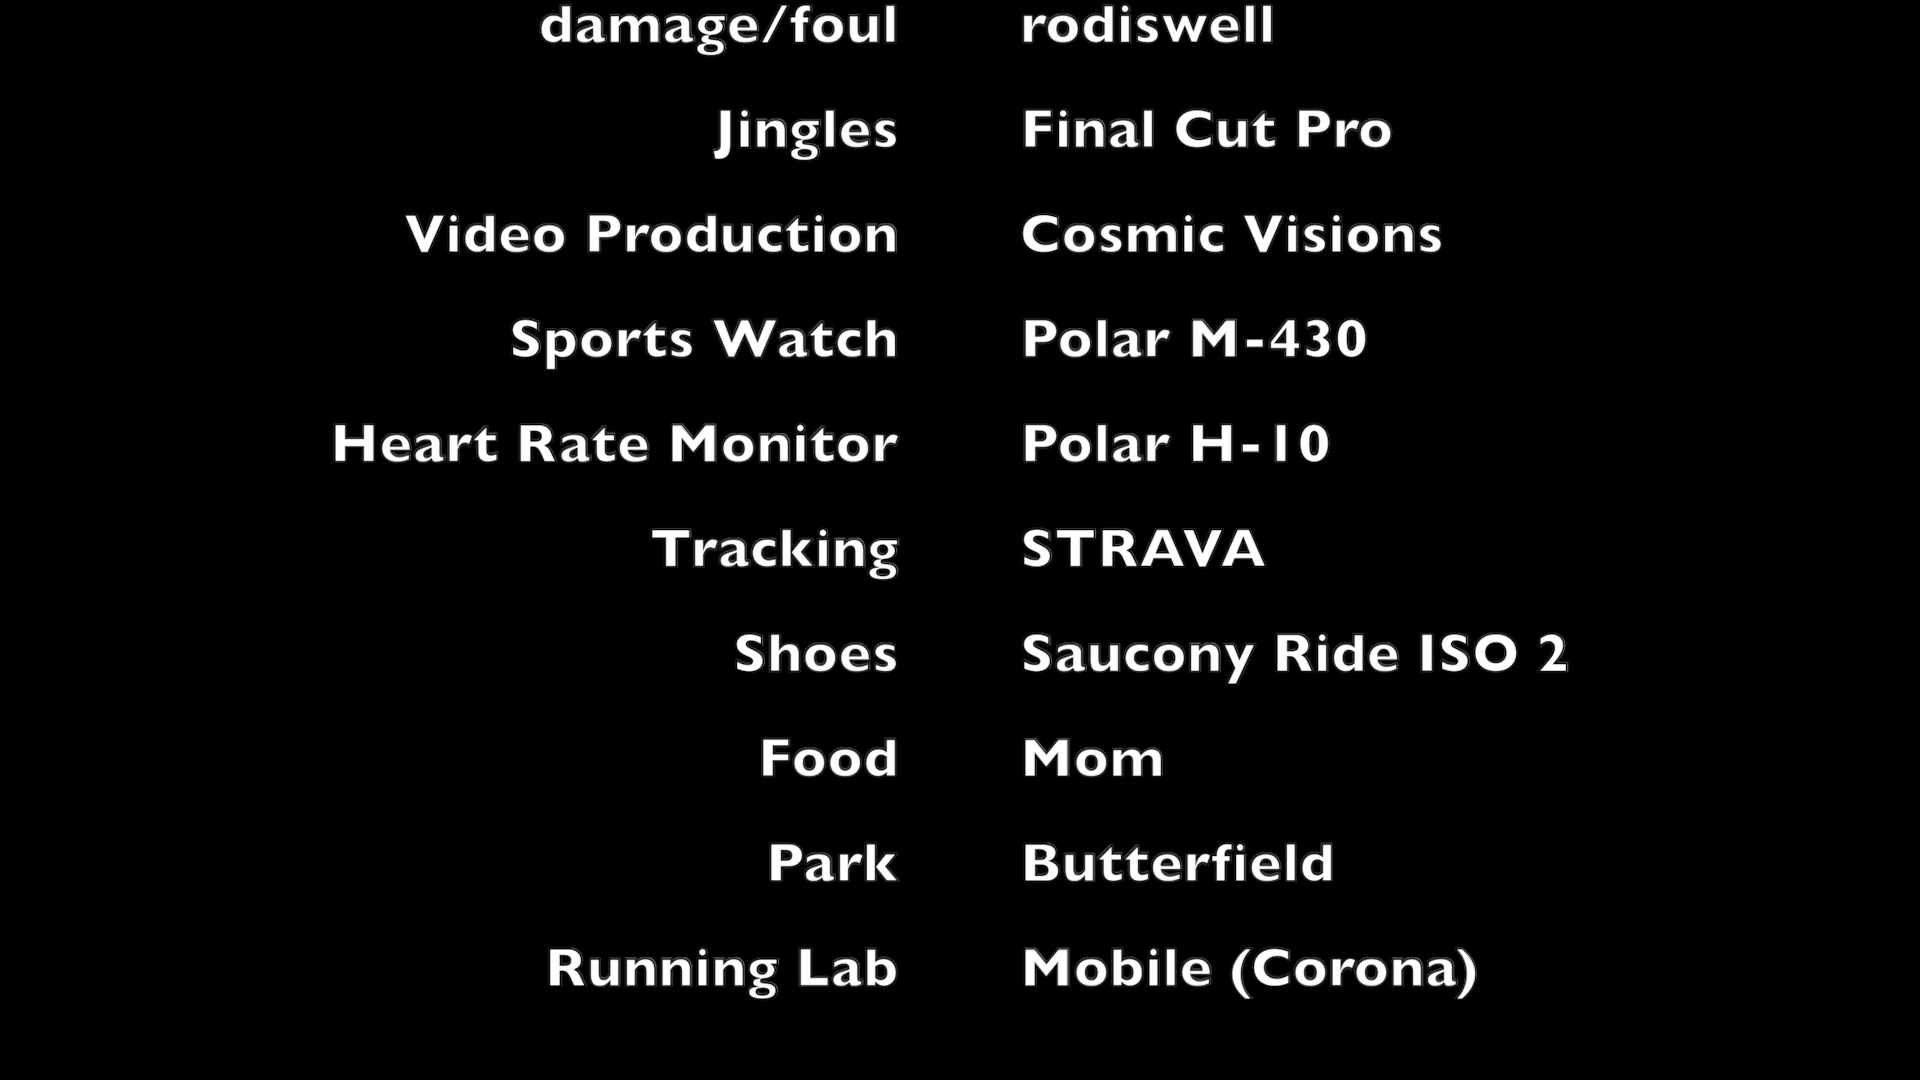 damage/foul rodiswell
Jingles Final Cut Pro
Video Production Cosmic Visions
Sports Watch Polar M-430
Heart Rate Monitor Polar H-10
Tracking STRAVA
Shoes Saucony Ride ISO 2
Food Mom
Park Butterfield
Running Lab Mobile (Corona)